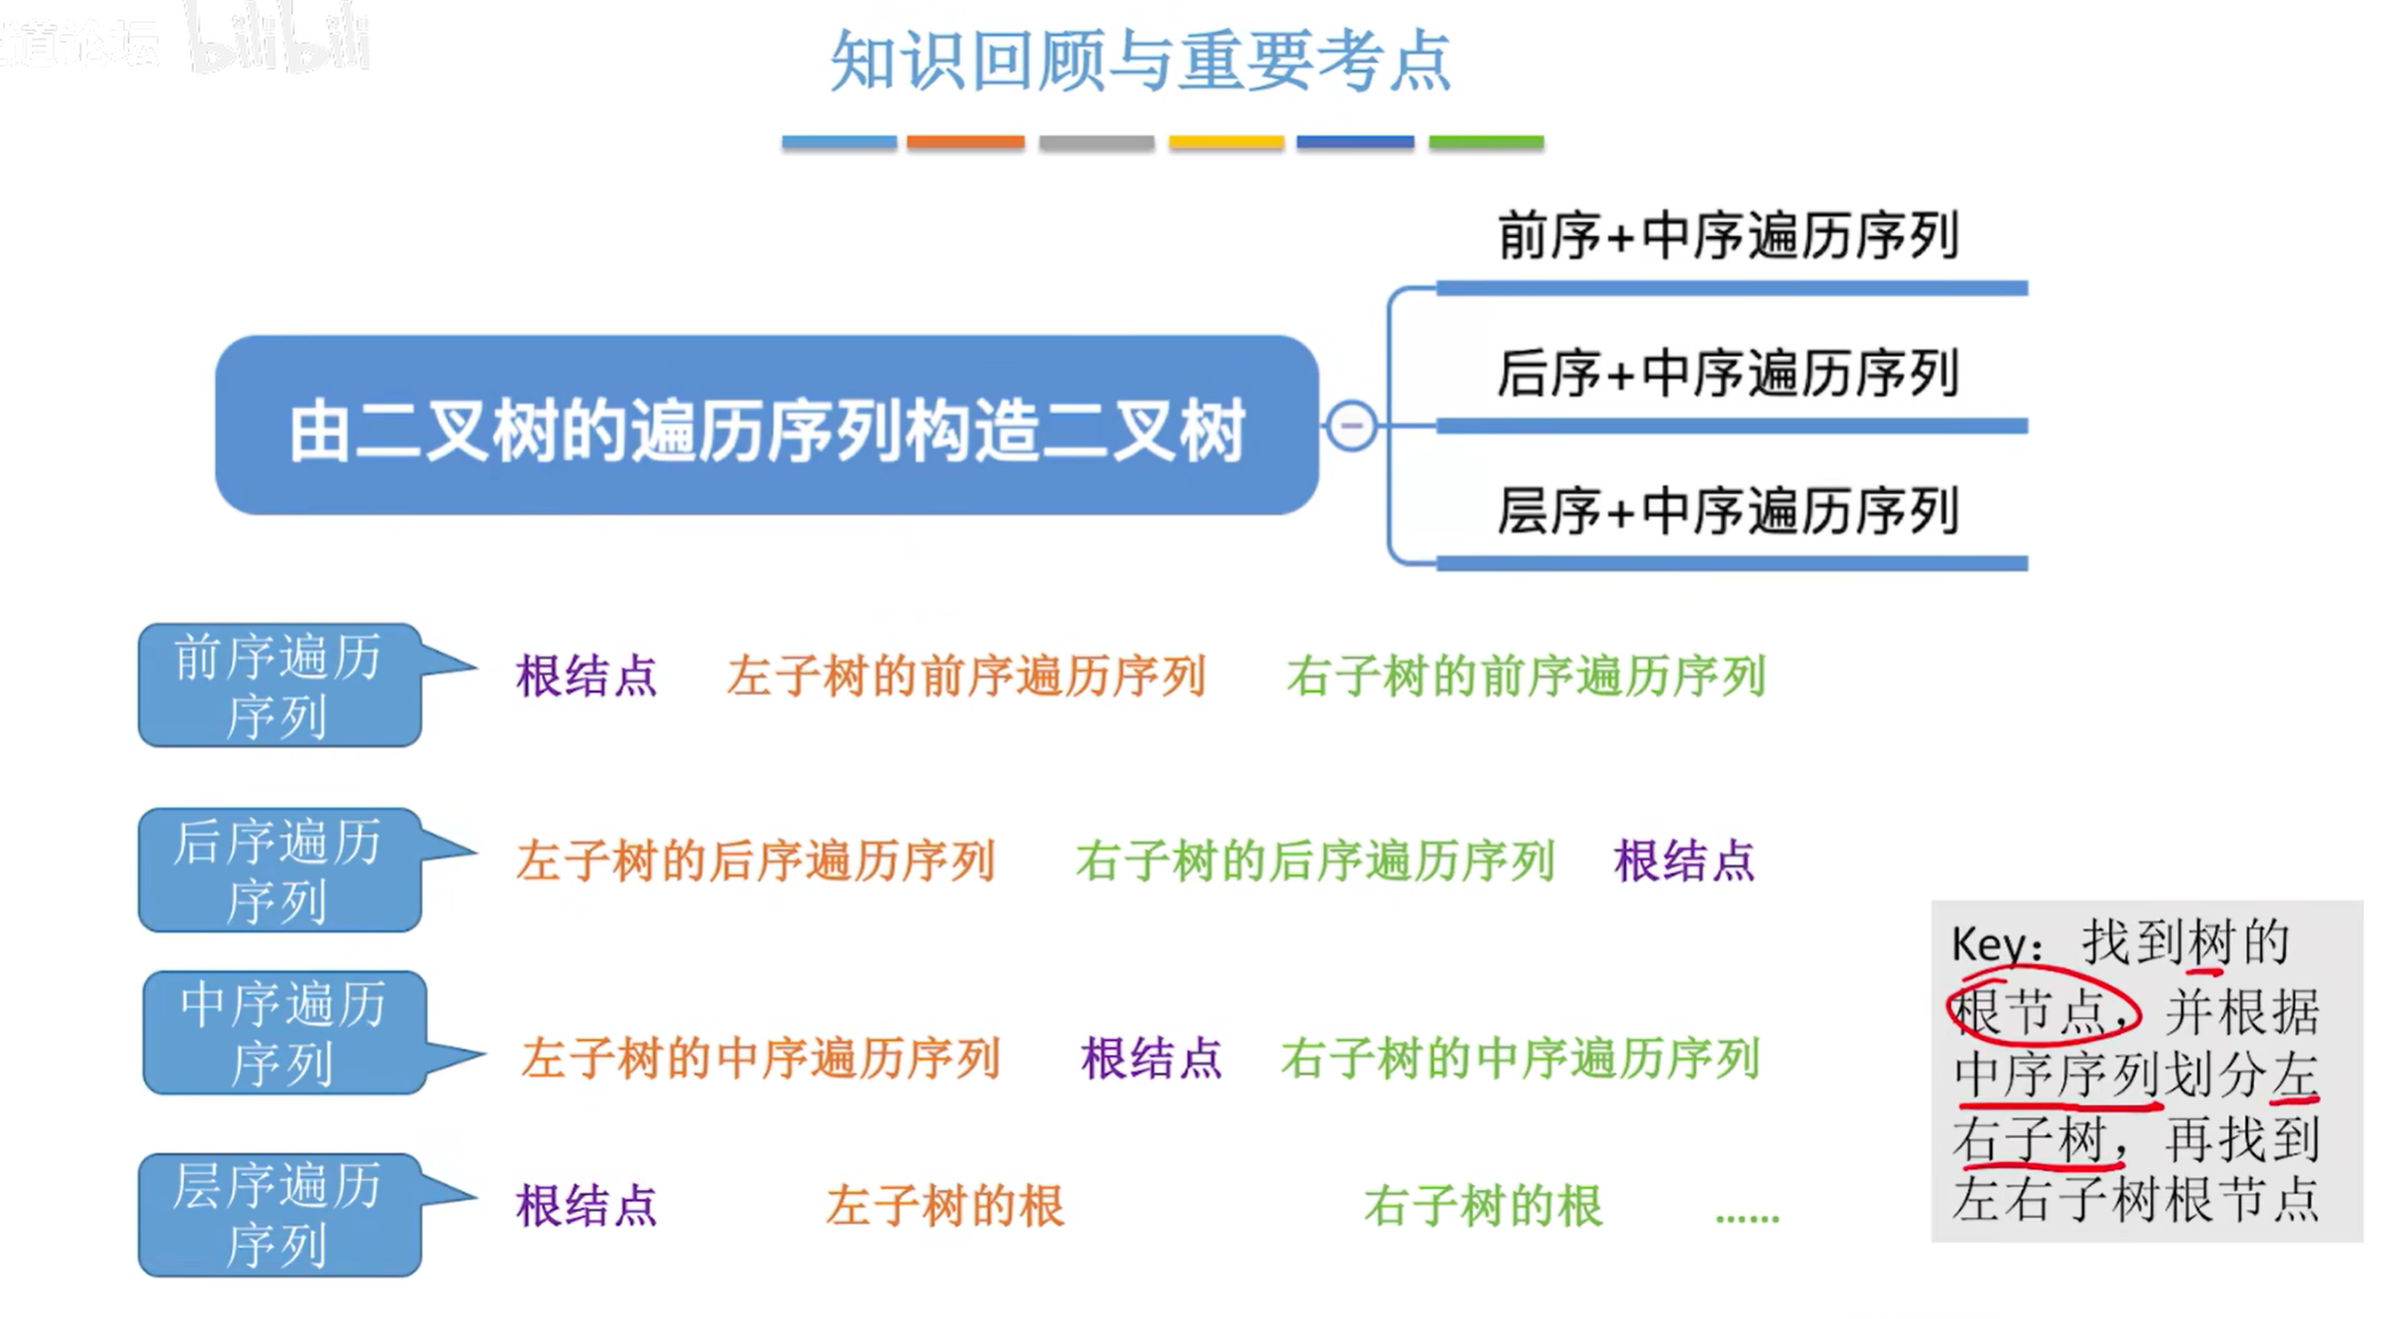 道论坛 bilibili
知识回顾与重要考点
前序+中序遍历序列
由二叉树的遍历序列构造二叉树
后序+中序遍历序列
层序+中序遍历序列
前序遍历
序列
根结点 左子树的前序遍历序列 右子树的前序遍历序列
后序遍历
序列
左子树的后序遍历序列 右子树的后序遍历序列 根结点
中序遍历
序列
左子树的中序遍历序列 根结点 右子树的中序遍历序列
层序遍历
序列
根结点 左子树的根 右子树的根 ……
Key：找到树的
根节点，并根据
中序序列划分左
右子树，再找到
左右子树根节点